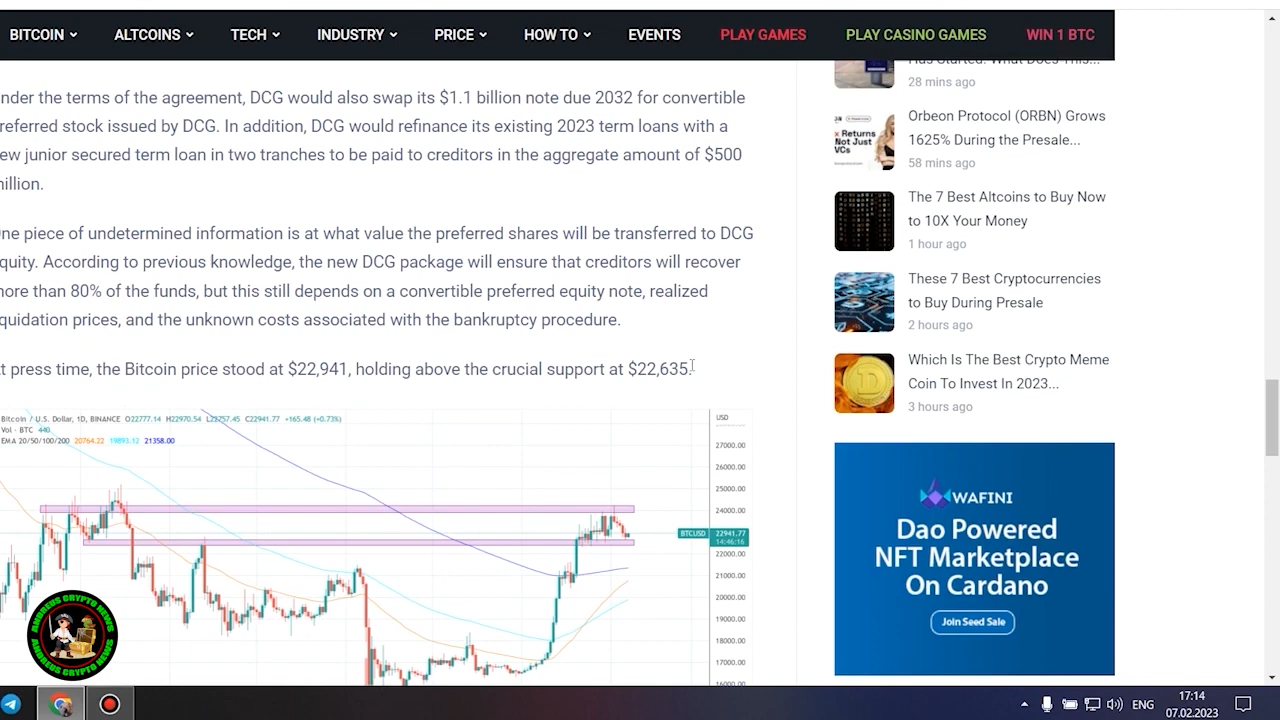 BITCOIN ALTCOINS TECH INDUSTRY PRICE HOW TO EVENTS PLAY GAMES PLAY CASINO GAMES WIN 1 BTC
nder the terms of the agreement, DCG would also swap its $1.1 billion note due 2032 for convertible
referred stock issued by DCG. In addition, DCG would refinance its existing 2023 term loans with a
ew junior secured term loan in two tranches to be paid to creditors in the aggregate amount of $500
illion.
ne piece of undetermined information is at what value the preferred shares will be transferred to DCG
quity. According to previous knowledge, the new DCG package will ensure that creditors will recover
ore than 80% of the, but this still depends on a convertible preferred equity note, realized
quidation prices, the unknown costs associated with the bankruptcy procedure.
t press time, the Bitcoin price stood at $22,941, holding above the crucial support at $22,635.
Bitcoin / U.S. Dollar, 1D, BINANCE O22777.14 H22970.54 L22757.45 C22941.77 +165.48 (+0.73%)
Vol · BTC 440
EMA 20/50/100/200 20764.22 19893.12 21358.00
USD
27000.00
26000.00
25000.00
24000.00
BTCUSD 22941.77
14:46:16
22000.00
21000.00
20000.00
19000.00
18000.00
17000.00
16000.00
ANDREUS CRYPTO NEWS
ANDREUS CRYPTO NEWS
Has Started. What Does This...
28 mins ago
x Returns
Not Just
VCs
Orbeon Protocol (ORBN) Grows
1625% During the Presale...
58 mins ago
The 7 Best Altcoins to Buy Now
to 10X Your Money
1 hour ago
These 7 Best Cryptocurrencies
to Buy During Presale
2 hours ago
Which Is The Best Crypto Meme
Coin To Invest In 2023...
3 hours ago
WAFINI
Dao Powered
NFT Marketplace
On Cardano
Join Seed Sale
ENG
17:14
07.02.2023